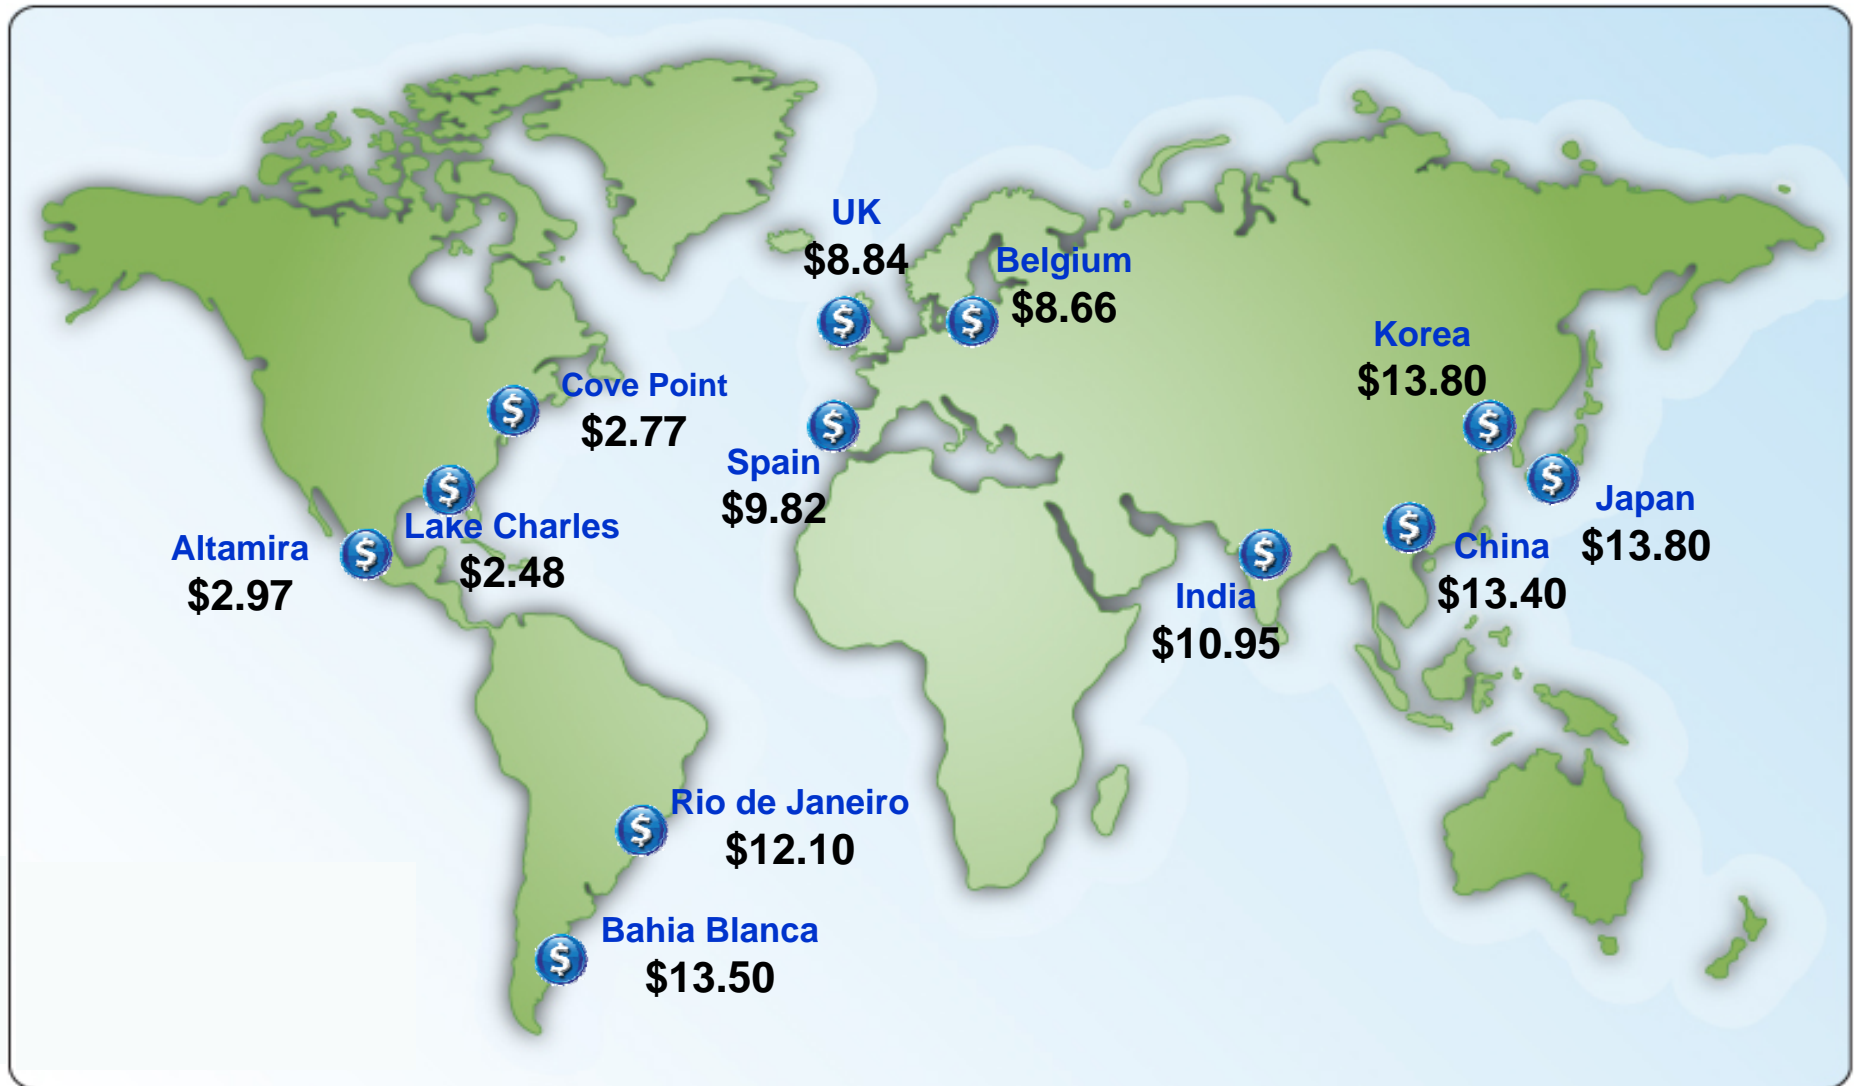 UK
$8.84
Belgium
$8.66
Korea
$13.80
Cove Point
$2.77
Spain
$9.82
Japan
$13.80
Lake Charles
$2.48
Altamira
$2.97
China
$13.40
India
$10.95
Rio de Janeiro
$12.10
Bahia Blanca
$13.50
$
$
$
$
$
$
$
$
$
$
$
$